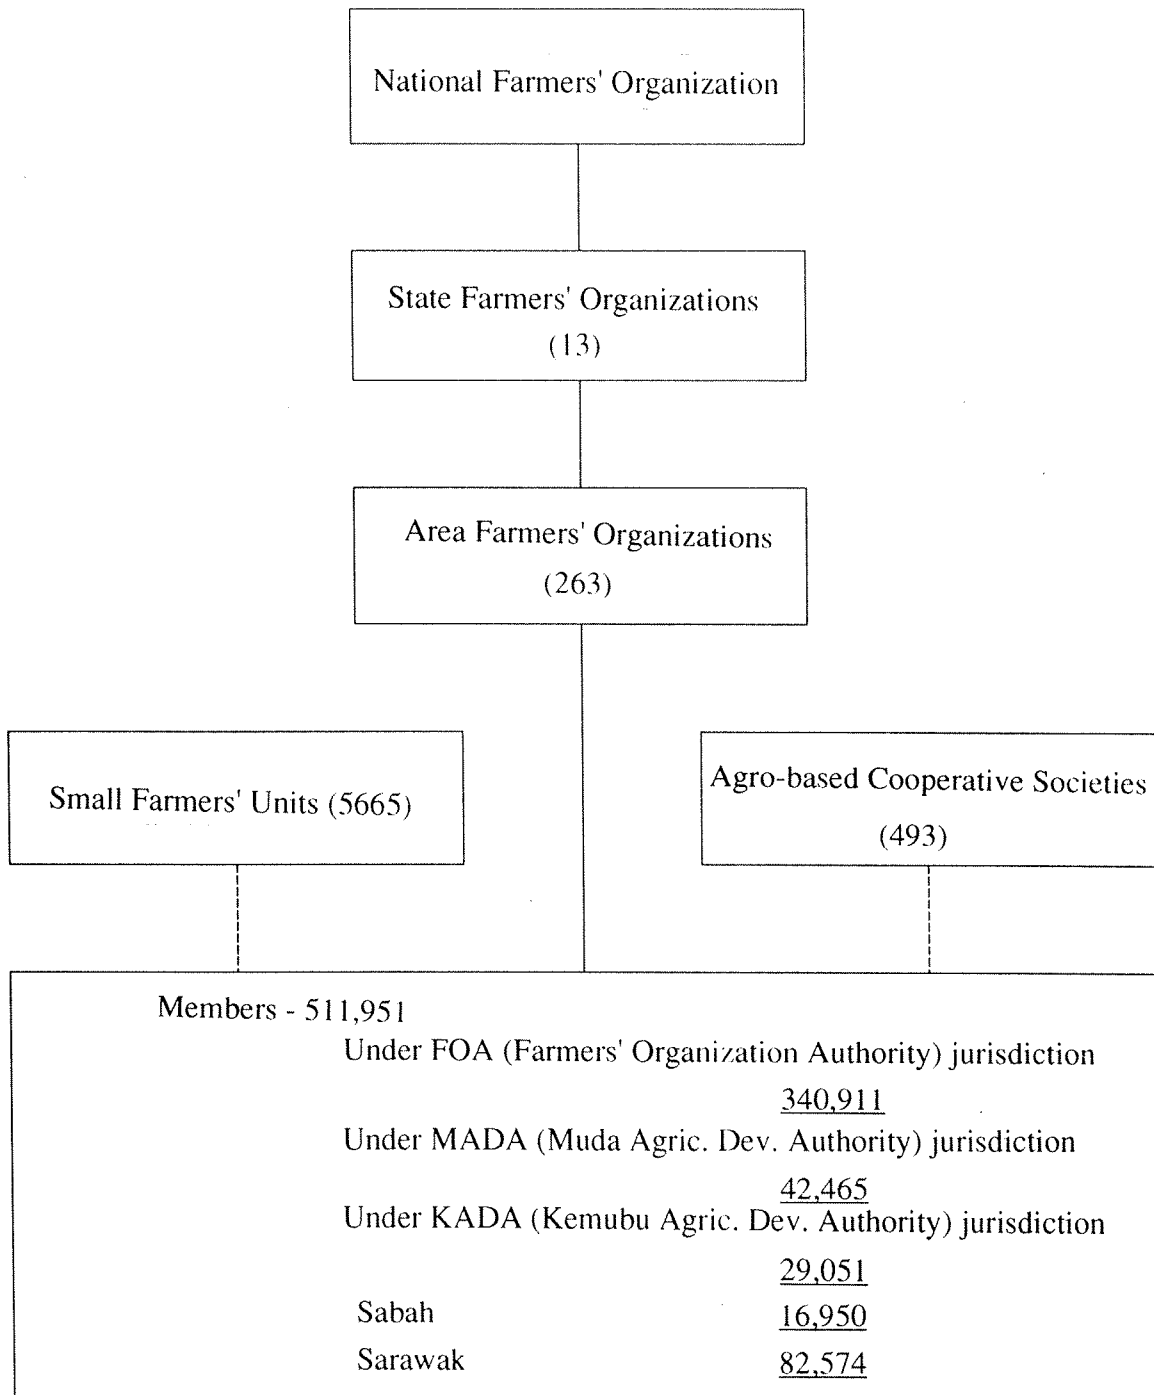 National Farmers' Organization
State Farmers' Organizations
(13)
Area Farmers' Organizations
(263)
Small Farmers' Units (5665)
Agro-based Cooperative Societies
(493)
Members - 511,951
Under FOA (Farmers' Organization Authority) jurisdiction
340,911
Under MADA (Muda Agric. Dev. Authority) jurisdiction
42,465
Under KADA (Kemubu Agric. Dev. Authority) jurisdiction
29,051
Sabah 16,950
Sarawak 82,574